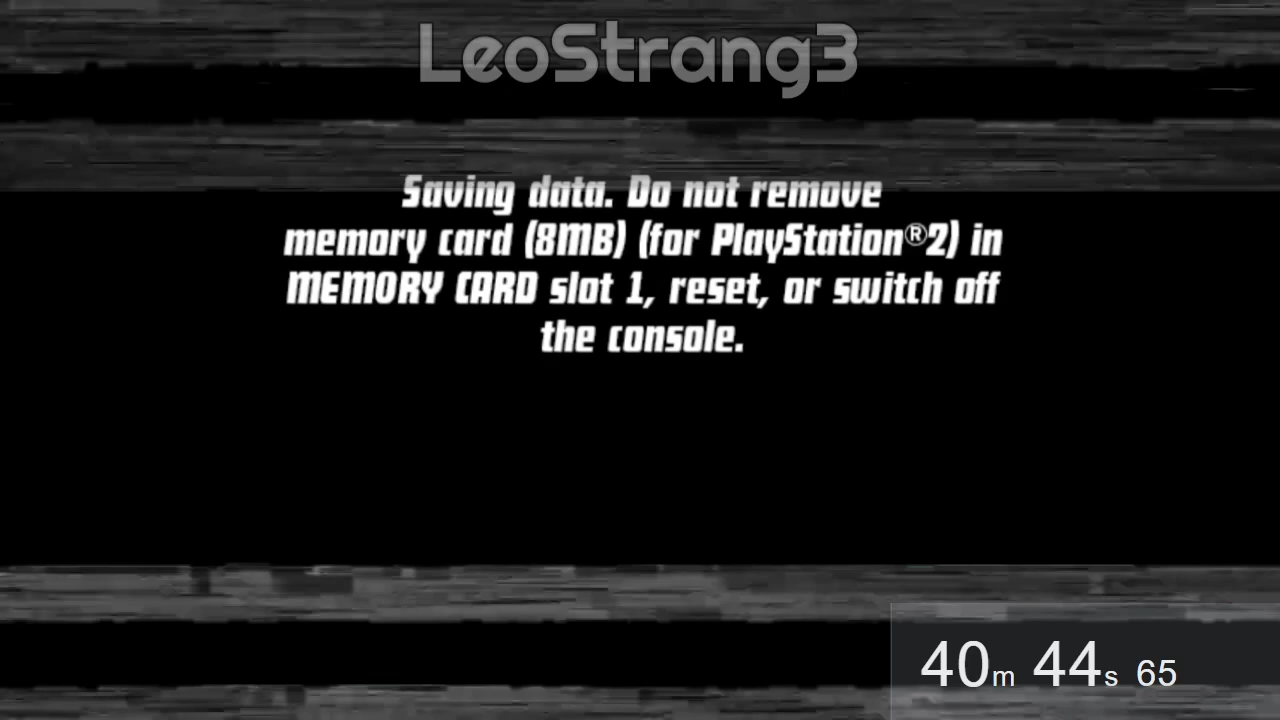 LeoStrang3
Saving data. Do not remove
memory card (8MB) (for PlayStation®2) in
MEMORY CARD slot 1, reset, or switch off
the console.
40m 44s 65